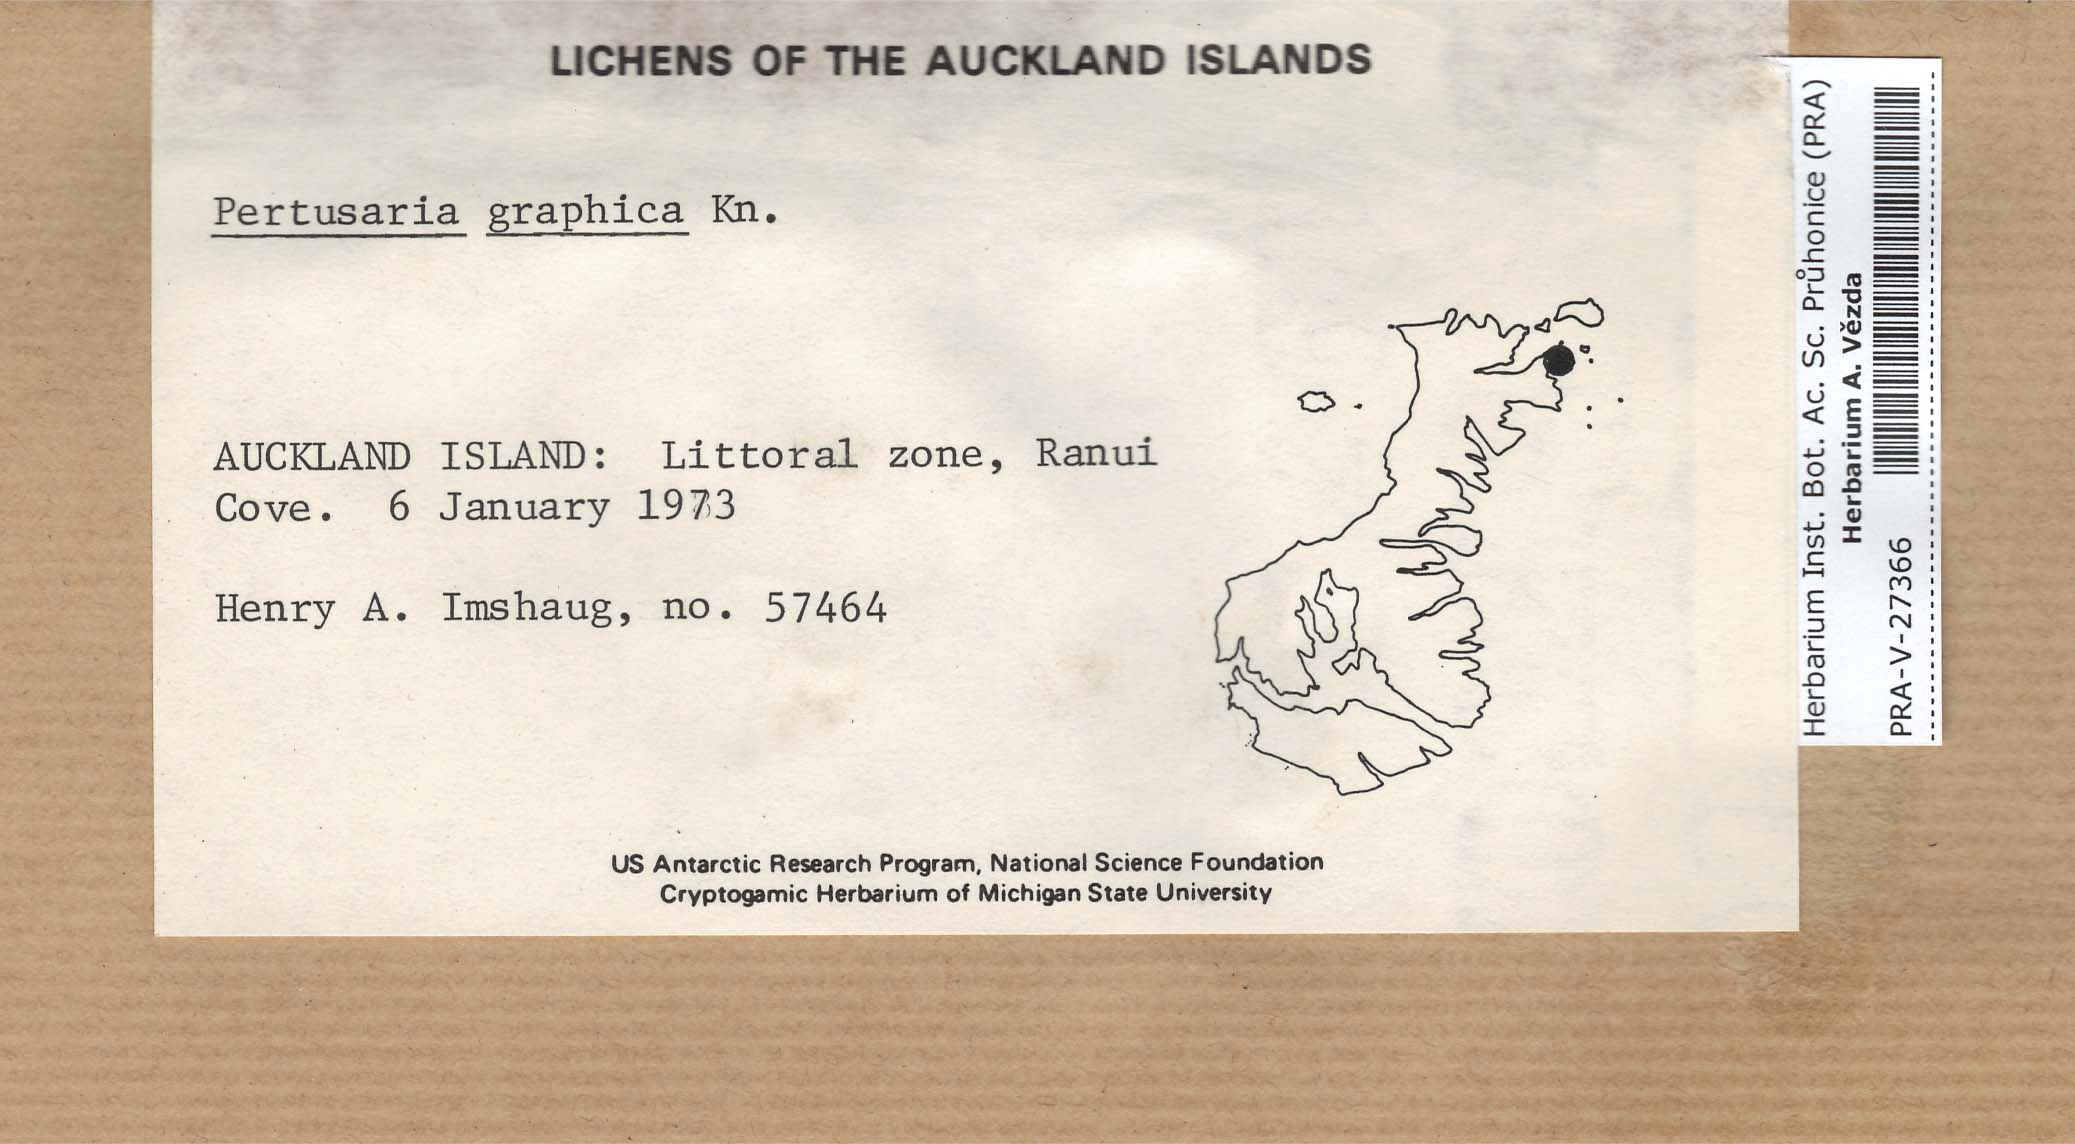 LICHENS OF THE AUCKLAND ISLANDS
Pertusaria graphica Kn.
AUCKLAND ISLAND: Littoral zone, Ranui
Cove. 6 January 1973
Henry A. Imshaug, no. 57464
US Antarctic Research Program, National Science Foundation
Cryptogamic Herbarium of Michigan State University
Herbarium Inst. Bot. Ac. Sc. Průhonice (PRA)
Herbarium A. Vězda
PRA-V-27366